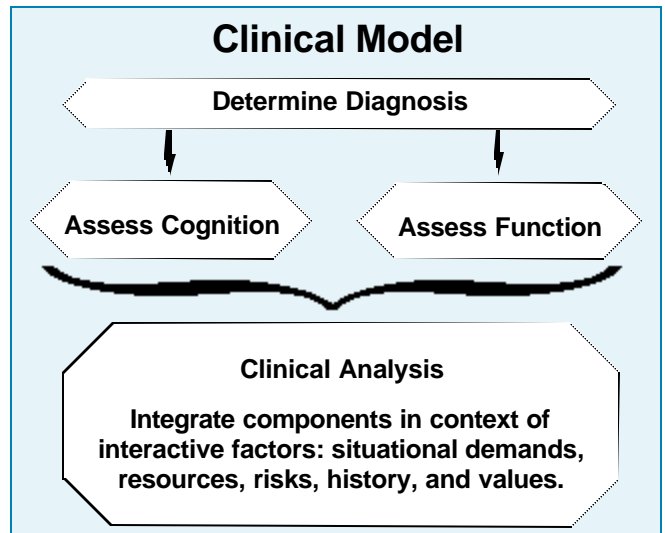 Clinical Model
Determine Diagnosis
Assess Cognition
Assess Function
Clinical Analysis
Integrate components in context of
interactive factors: situational demands,
resources, risks, history, and values.